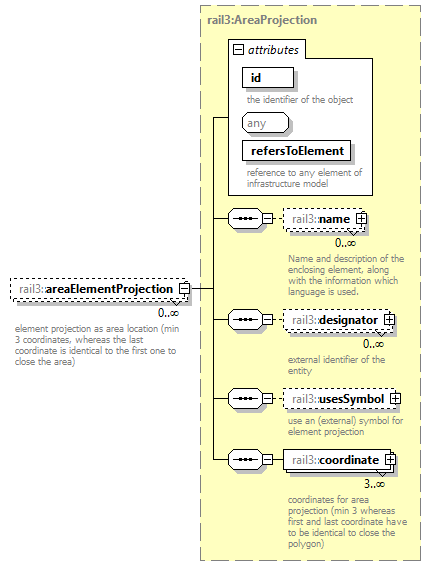 rail3:AreaProjection
attributes
id
the identifier of the object
any
refersToElement
reference to any element of
infrastructure model
rail3::name
0..∞
Name and description of the
enclosing element, along
with the information which
language is used.
rail3::areaElementProjection
0..∞
element projection as area location (min
3 coordinates, whereas the last
coordinate is identical to the first one to
close the area)
rail3::designator
0..∞
external identifier of the
entity
rail3::usesSymbol
use an (external) symbol for
element projection
rail3::coordinate
3..∞
coordinates for area
projection (min 3 whereas
first and last coordinate have
to be identical to close the
polygon)